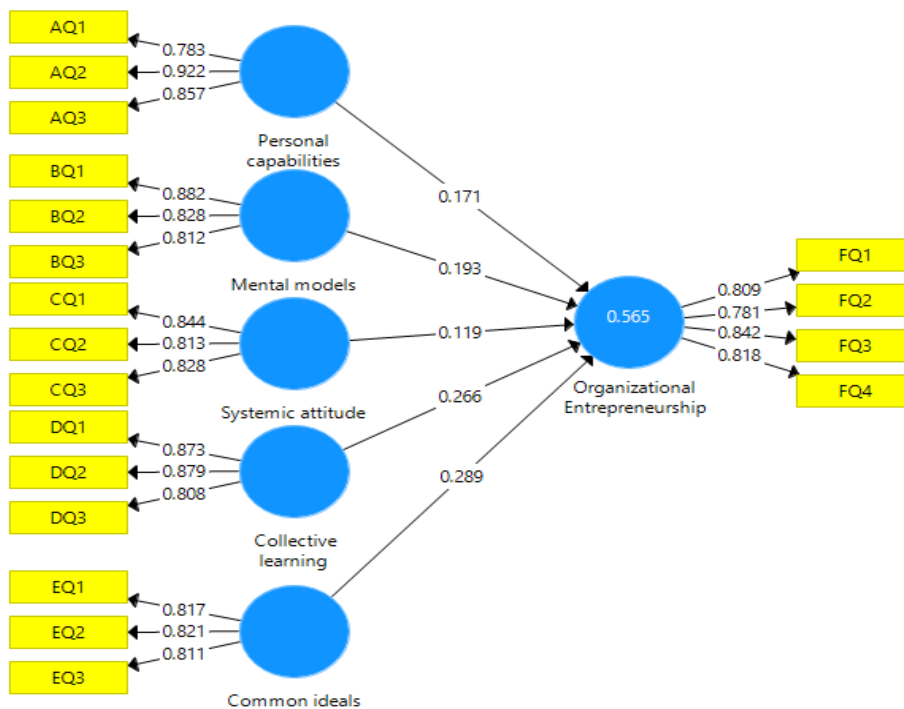 AQ1
0.783
AQ2
0.922
AQ3
0.857
Personal
capabilities
0.171
BQ1
0.882
BQ2
0.828
BQ3
0.812
Mental models
0.193
CQ1
0.844
CQ2
0.813
CQ3
0.828
Systemic attitude
0.119
DQ1
0.873
DQ2
0.879
DQ3
0.808
Collective
learning
0.266
EQ1
0.817
EQ2
0.821
EQ3
0.811
Common ideals
0.289
0.565
Organizational
Entrepreneurship
0.809
FQ1
0.781
FQ2
0.842
FQ3
0.818
FQ4